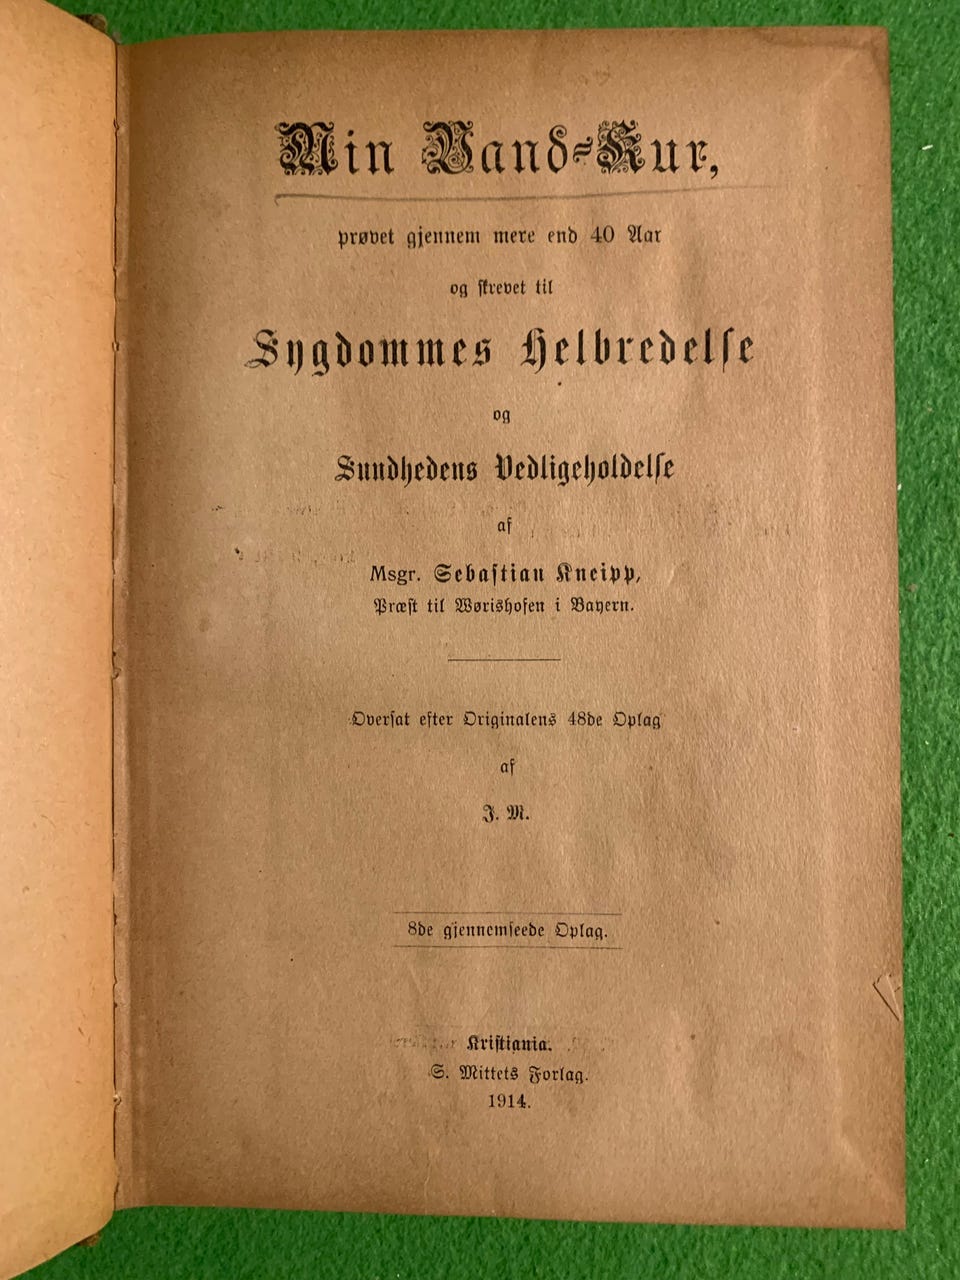 Min Vand-Kur,
prøvet gjennem mere end 40 Aar
og skrevet til
Sygdommes Helbredelse
og
Sundhedens Vedligeholdelse
af
Msgr. Sebastian Kneipp,
Præst til Wørishofen i Bayern.
Oversat efter Originalens 48de Oplag
af
J. M.
8de gjennemseede Oplag.
Kristiania.
S. Mittets Forlag.
1914.